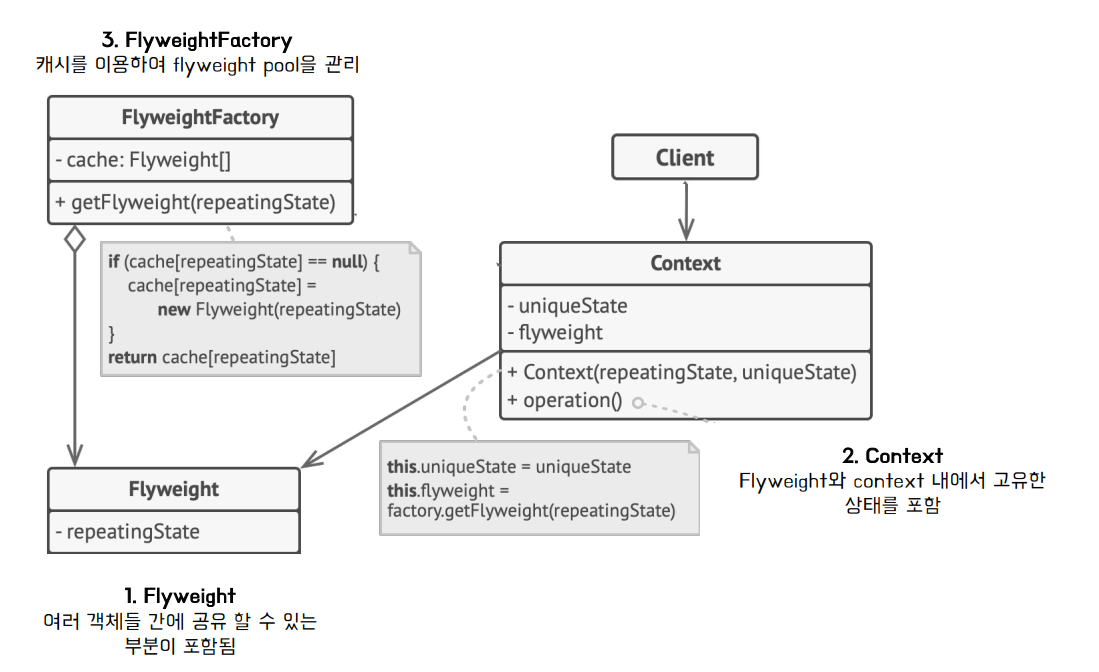 3. FlyweightFactory
캐시를 이용하여 flyweight pool을 관리
FlyweightFactory
- cache: Flyweight[]
+ getFlyweight(repeatingState)
if (cache[repeatingState] == null) {
cache[repeatingState] =
new Flyweight(repeatingState)
}
return cache[repeatingState]
Client
Context
- uniqueState
- flyweight
+ Context(repeatingState, uniqueState)
+ operation()
this.uniqueState = uniqueState
this.flyweight =
factory.getFlyweight(repeatingState)
2. Context
Flyweight와 context 내에서 고유한
상태를 포함
Flyweight
- repeatingState
1. Flyweight
여러 객체들 간에 공유 할 수 있는
부분이 포함됨